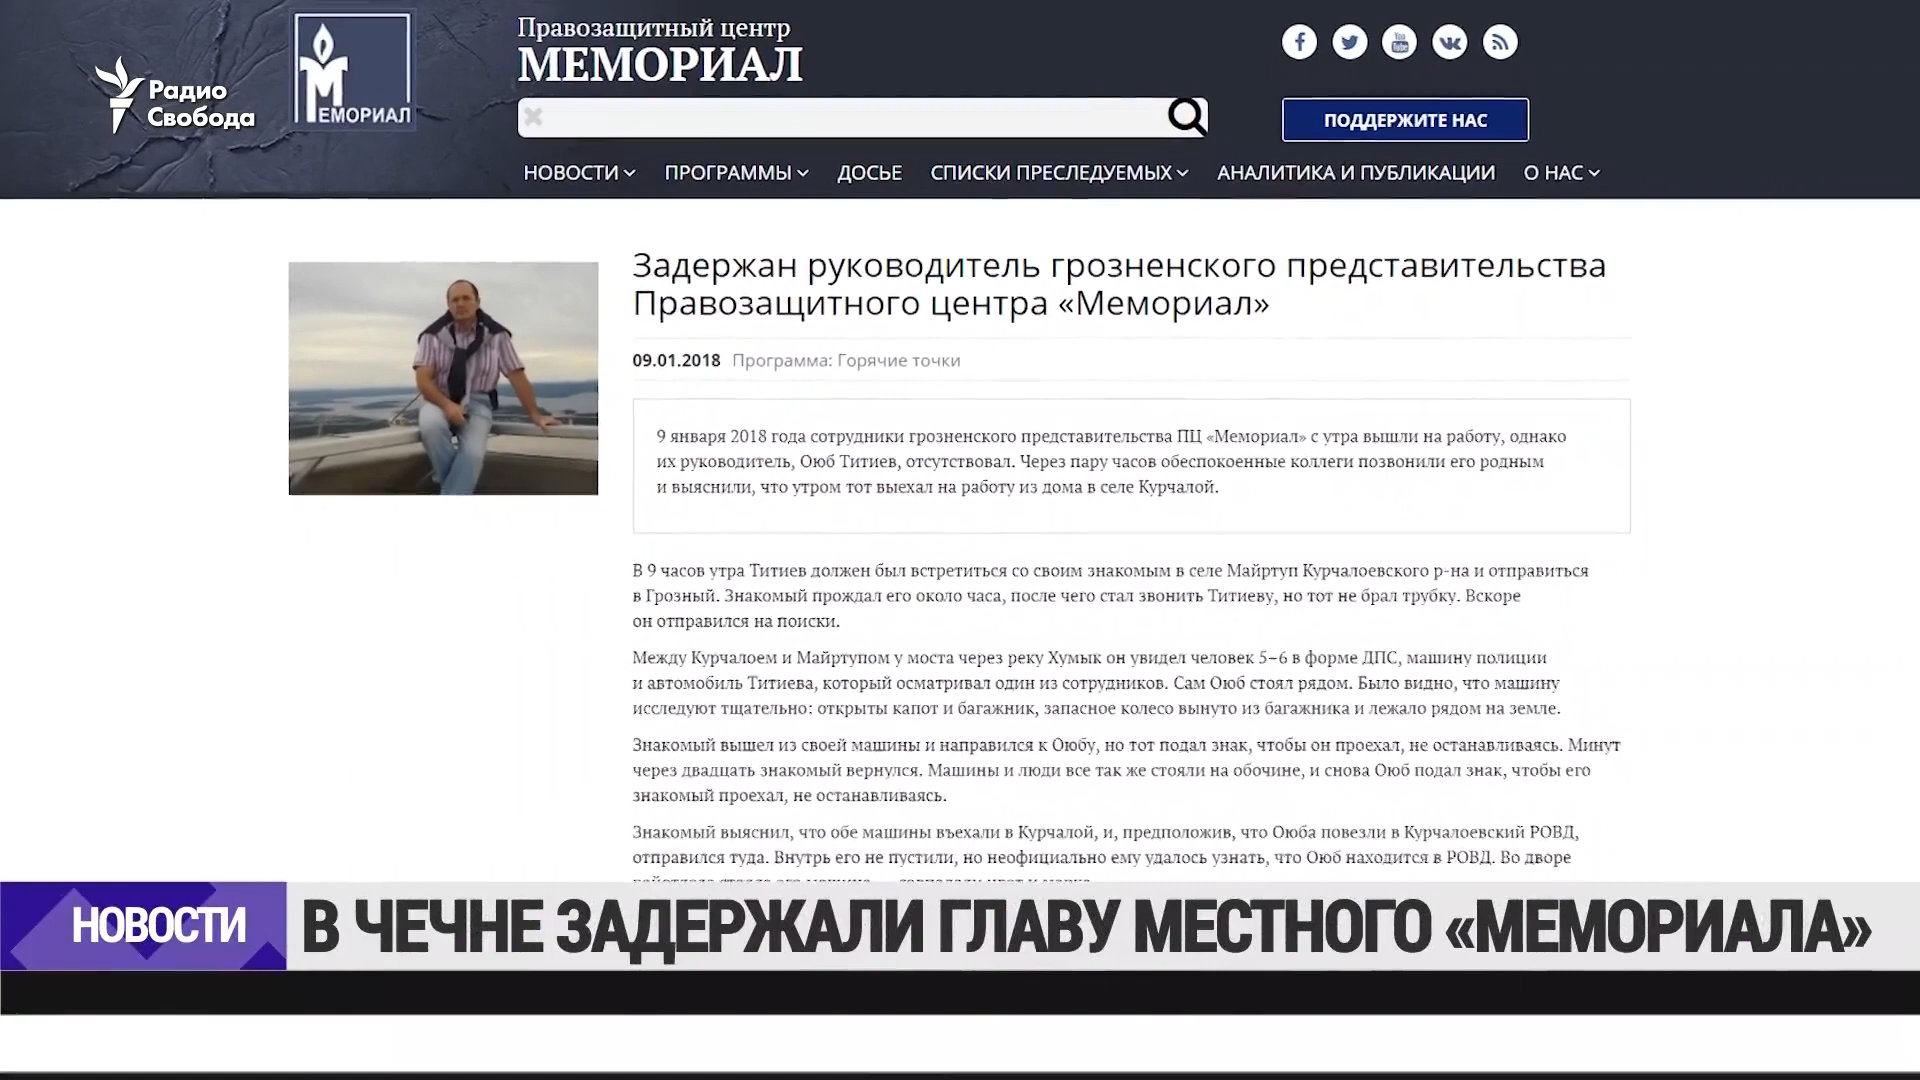 Радио
Свобода
МЕМОРИАЛ
Правозащитный центр
МЕМОРИАЛ
You
Tube
ПОДДЕРЖИТЕ НАС
НОВОСТИ ПРОГРАММЫ ДОСЬЕ СПИСКИ ПРЕСЛЕДУЕМЫХ АНАЛИТИКА И ПУБЛИКАЦИИ О НАС
Задержан руководитель грозненского представительства
Правозащитного центра «Мемориал»
09.01.2018 Программа: Горячие точки
9 января 2018 года сотрудники грозненского представительства ПЦ «Мемориал» с утра вышли на работу, однако
их руководитель, Оюб Титиев, отсутствовал. Через пару часов обеспокоенные коллеги позвонили его родным
и выяснили, что утром тот выехал на работу из дома в селе Курчалой.
В 9 часов утра Титиев должен был встретиться со своим знакомым в селе Майртуп Курчалоевского р-на и отправиться
в Грозный. Знакомый прождал его около часа, после чего стал звонить Титиеву, но тот не брал трубку. Вскоре
он отправился на поиски.
Между Курчалоем и Майртупом у моста через реку Хумык он увидел человек 5–6 в форме ДПС, машину полиции
и автомобиль Титиева, который осматривал один из сотрудников. Сам Оюб стоял рядом. Было видно, что машину
исследуют тщательно: открыты капот и багажник, запасное колесо вынуто из багажника и лежало рядом на земле.
Знакомый вышел из своей машины и направился к Оюбу, но тот подал знак, чтобы он проехал, не останавливаясь. Минут
через двадцать знакомый вернулся. Машины и люди все так же стояли на обочине, и снова Оюб подал знак, чтобы его
знакомый проехал, не останавливаясь.
Знакомый выяснил, что обе машины въехали в Курчалой, и, предположив, что Оюба повезли в Курчалоевский РОВД,
отправился туда. Внутрь его не пустили, но неофициально ему удалось узнать, что Оюб находится в РОВД. Во дворе
НОВОСТИ
В ЧЕЧНЕ ЗАДЕРЖАЛИ ГЛАВУ МЕСТНОГО «МЕМОРИАЛА»